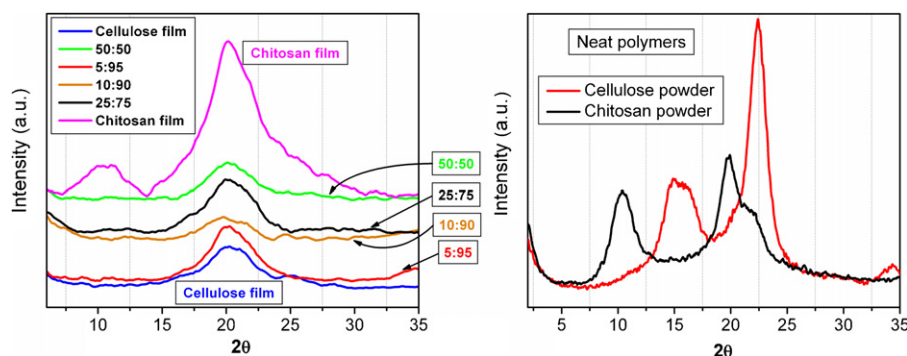 Cellulose film
50:50
5:95
10:90
25:75
Chitosan film
Chitosan film
50:50
25:75
10:90
5:95
Cellulose film
Intensity (a.u.)
10 15 20 25 30 35
2θ
Neat polymers
Cellulose powder
Chitosan powder
Intensity (a.u.)
5 10 15 20 25 30 35
2θ